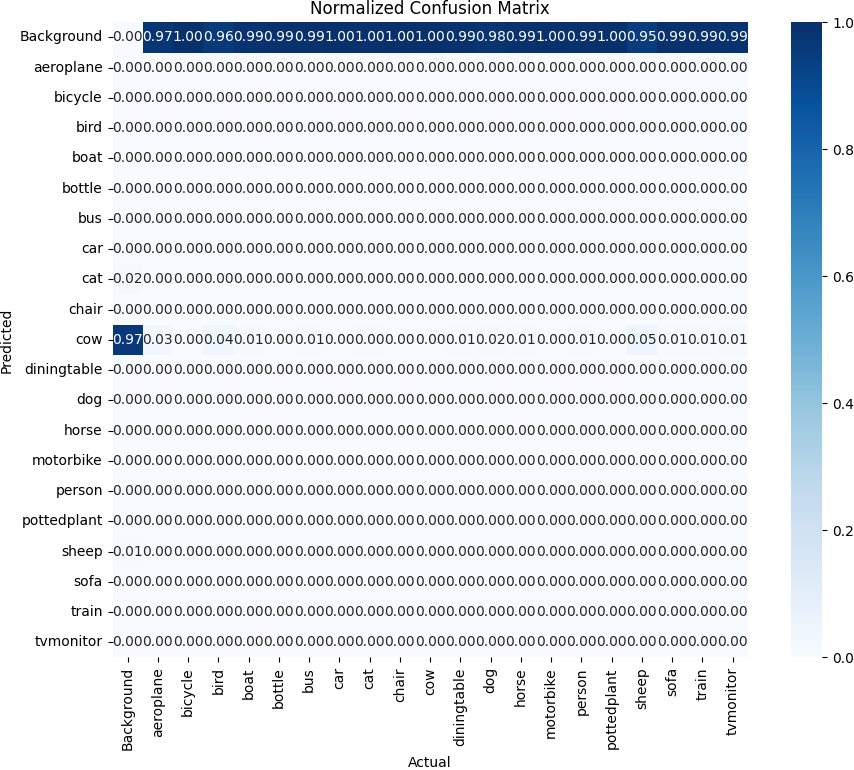 Normalized Confusion Matrix
Predicted
Background 0.00 0.97 1.00 0.96 0.99 0.99 0.99 1.00 1.00 1.00 1.00 0.99 0.98 0.99 1.00 0.99 1.00 0.95 0.99 0.99 0.99
aeroplane 0.00 0.00 0.00 0.00 0.00 0.00 0.00 0.00 0.00 0.00 0.00 0.00 0.00 0.00 0.00 0.00 0.00 0.00 0.00 0.00 0.00
bicycle 0.00 0.00 0.00 0.00 0.00 0.00 0.00 0.00 0.00 0.00 0.00 0.00 0.00 0.00 0.00 0.00 0.00 0.00 0.00 0.00 0.00
bird 0.00 0.00 0.00 0.00 0.00 0.00 0.00 0.00 0.00 0.00 0.00 0.00 0.00 0.00 0.00 0.00 0.00 0.00 0.00 0.00 0.00
boat 0.00 0.00 0.00 0.00 0.00 0.00 0.00 0.00 0.00 0.00 0.00 0.00 0.00 0.00 0.00 0.00 0.00 0.00 0.00 0.00 0.00
bottle 0.00 0.00 0.00 0.00 0.00 0.00 0.00 0.00 0.00 0.00 0.00 0.00 0.00 0.00 0.00 0.00 0.00 0.00 0.00 0.00 0.00
bus 0.00 0.00 0.00 0.00 0.00 0.00 0.00 0.00 0.00 0.00 0.00 0.00 0.00 0.00 0.00 0.00 0.00 0.00 0.00 0.00 0.00
car 0.00 0.00 0.00 0.00 0.00 0.00 0.00 0.00 0.00 0.00 0.00 0.00 0.00 0.00 0.00 0.00 0.00 0.00 0.00 0.00 0.00
cat 0.02 0.00 0.00 0.00 0.00 0.00 0.00 0.00 0.00 0.00 0.00 0.00 0.00 0.00 0.00 0.00 0.00 0.00 0.00 0.00 0.00
chair 0.00 0.00 0.00 0.00 0.00 0.00 0.00 0.00 0.00 0.00 0.00 0.00 0.00 0.00 0.00 0.00 0.00 0.00 0.00 0.00 0.00
cow 0.97 0.03 0.00 0.04 0.01 0.00 0.01 0.00 0.00 0.00 0.00 0.01 0.02 0.01 0.00 0.01 0.00 0.05 0.01 0.01 0.01
diningtable 0.00 0.00 0.00 0.00 0.00 0.00 0.00 0.00 0.00 0.00 0.00 0.00 0.00 0.00 0.00 0.00 0.00 0.00 0.00 0.00 0.00
dog 0.00 0.00 0.00 0.00 0.00 0.00 0.00 0.00 0.00 0.00 0.00 0.00 0.00 0.00 0.00 0.00 0.00 0.00 0.00 0.00 0.00
horse 0.00 0.00 0.00 0.00 0.00 0.00 0.00 0.00 0.00 0.00 0.00 0.00 0.00 0.00 0.00 0.00 0.00 0.00 0.00 0.00 0.00
motorbike 0.00 0.00 0.00 0.00 0.00 0.00 0.00 0.00 0.00 0.00 0.00 0.00 0.00 0.00 0.00 0.00 0.00 0.00 0.00 0.00 0.00
person 0.00 0.00 0.00 0.00 0.00 0.00 0.00 0.00 0.00 0.00 0.00 0.00 0.00 0.00 0.00 0.00 0.00 0.00 0.00 0.00 0.00
pottedplant 0.00 0.00 0.00 0.00 0.00 0.00 0.00 0.00 0.00 0.00 0.00 0.00 0.00 0.00 0.00 0.00 0.00 0.00 0.00 0.00 0.00
sheep 0.01 0.00 0.00 0.00 0.00 0.00 0.00 0.00 0.00 0.00 0.00 0.00 0.00 0.00 0.00 0.00 0.00 0.00 0.00 0.00 0.00
sofa 0.00 0.00 0.00 0.00 0.00 0.00 0.00 0.00 0.00 0.00 0.00 0.00 0.00 0.00 0.00 0.00 0.00 0.00 0.00 0.00 0.00
train 0.00 0.00 0.00 0.00 0.00 0.00 0.00 0.00 0.00 0.00 0.00 0.00 0.00 0.00 0.00 0.00 0.00 0.00 0.00 0.00 0.00
tvmonitor 0.00 0.00 0.00 0.00 0.00 0.00 0.00 0.00 0.00 0.00 0.00 0.00 0.00 0.00 0.00 0.00 0.00 0.00 0.00 0.00 0.00
Background aeroplane bicycle bird boat bottle bus car cat chair cow diningtable dog horse motorbike person pottedplant sheep sofa train tvmonitor
Actual
1.0
0.8
0.6
0.4
0.2
0.0